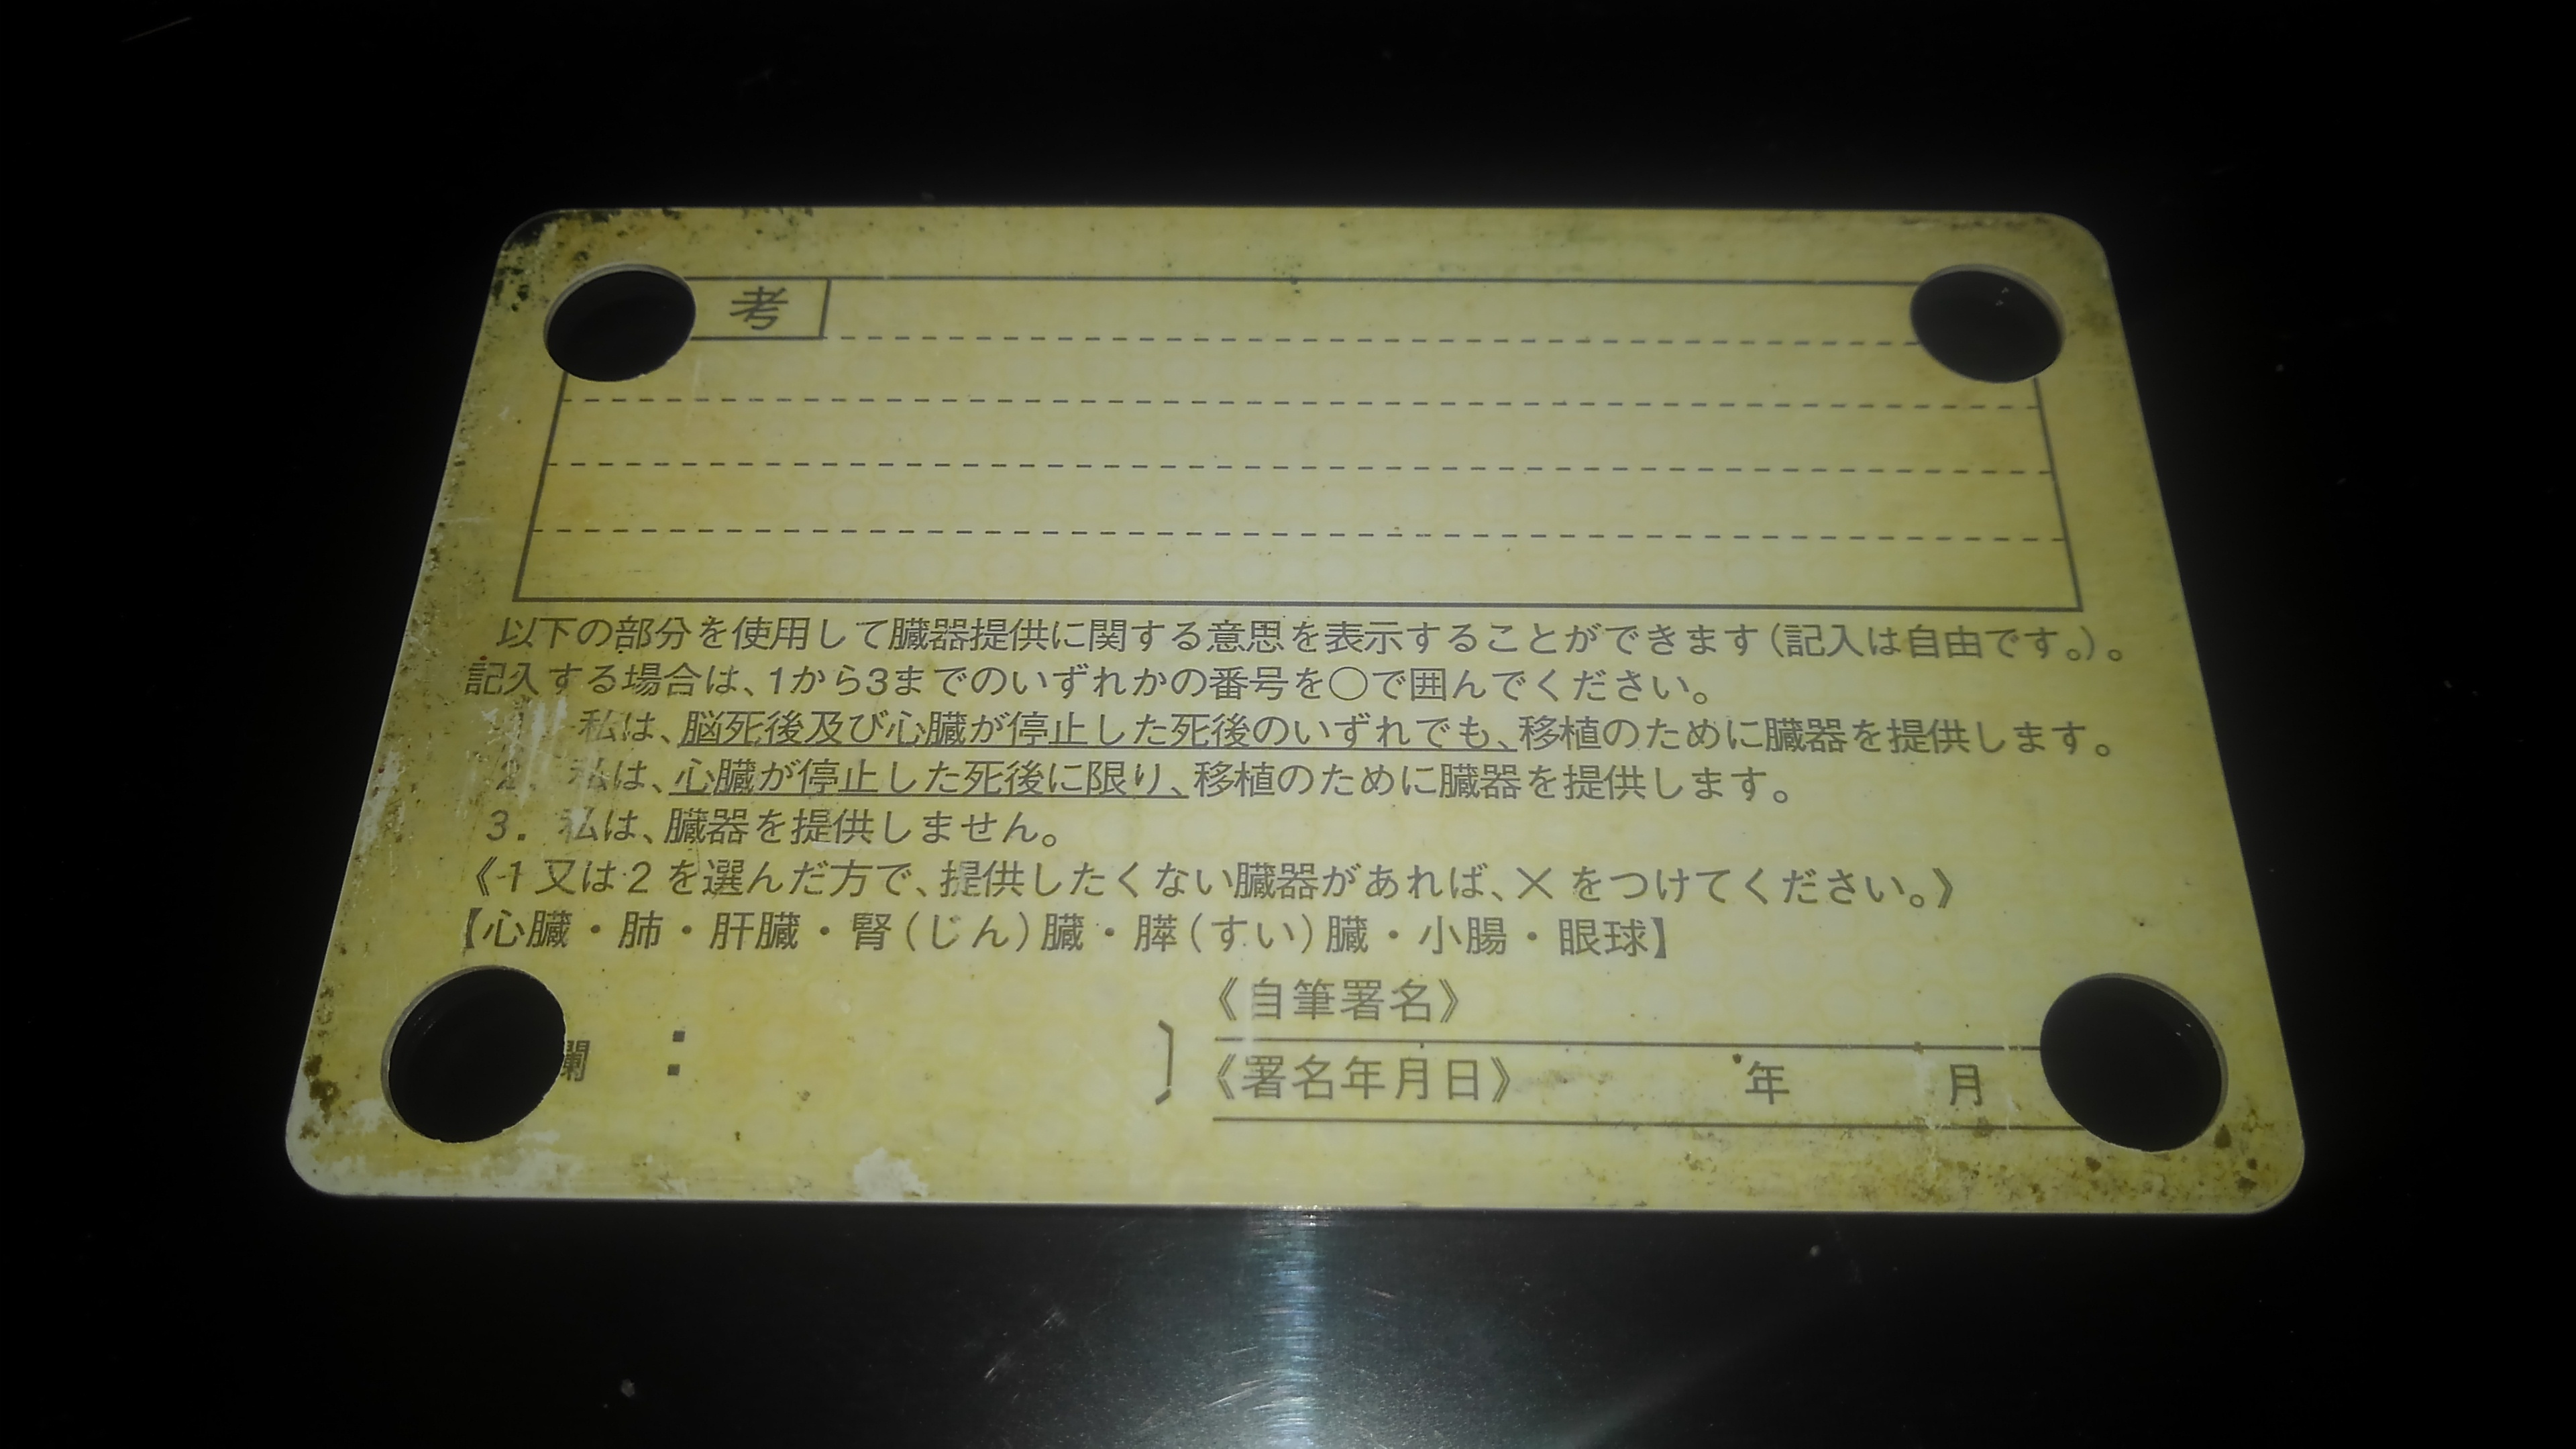 考
以下の部分を使用して臓器提供に関する意思を表示することができます(記入は自由です。)。
記入する場合は、1から3までのいずれかの番号を○で囲んでください。
1. 私は、脳死後及び心臓が停止した死後のいずれでも、移植のために臓器を提供します。
2. 私は、心臓が停止した死後に限り、移植のために臓器を提供します。
3. 私は、臓器を提供しません。
《1又は2を選んだ方で、提供したくない臓器があれば、×をつけてください。》
【心臓・肺・肝臓・腎(じん)臓・膵(すい)臓・小腸・眼球】
欄: 〕
《自筆署名》
《署名年月日》 年 月